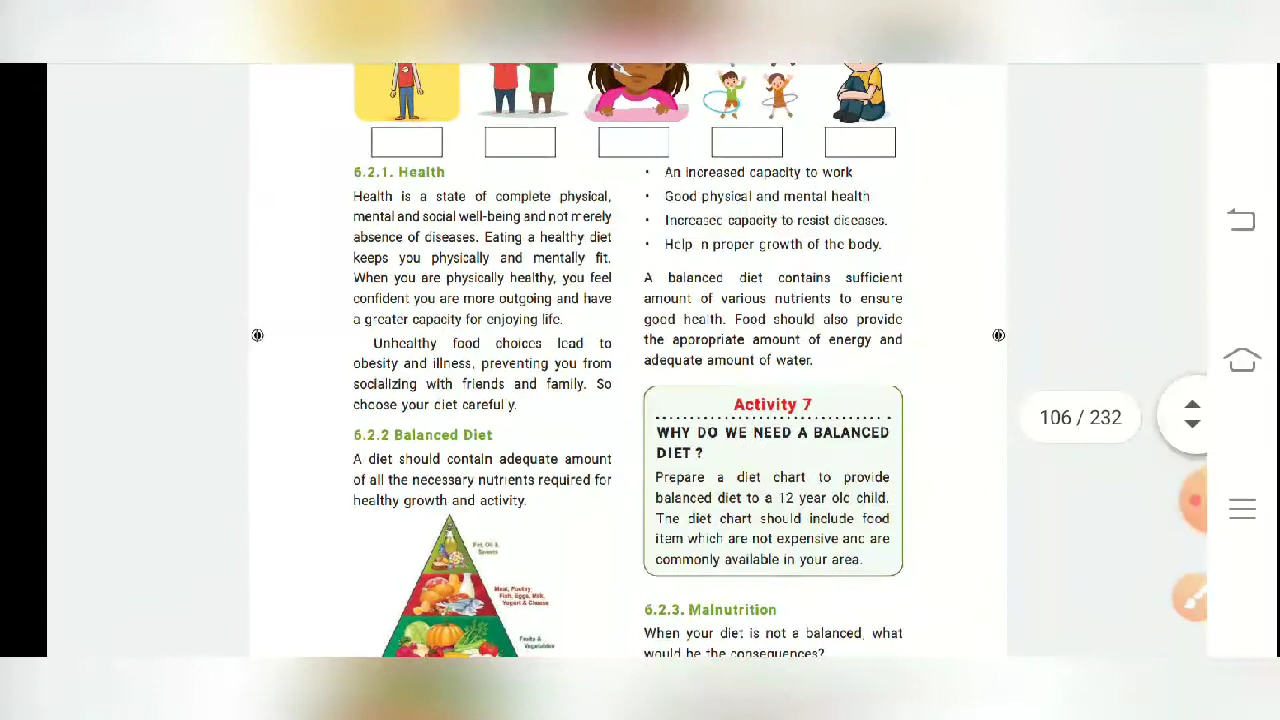 6.2.1. Health
Health is a state of complete physical,
mental and social well-being and not merely
absence of diseases. Eating a healthy diet
keeps you physically and mentally fit.
When you are physically healthy, you feel
confident you are more outgoing and have
a greater capacity for enjoying life.
Unhealthy food choices lead to
obesity and illness, preventing you from
socializing with friends and family. So
choose your diet carefully.
6.2.2 Balanced Diet
A diet should contain adequate amount
of all the necessary nutrients required for
healthy growth and activity.
Fat, Oil &
Sweets
Meat, Poultry,
Fish, Eggs, Milk,
Yogurt & Cheese
Fruits &
Vegetables
• An increased capacity to work
• Good physical and mental health
• Increased capacity to resist diseases.
• Help in proper growth of the body.
A balanced diet contains sufficient
amount of various nutrients to ensure
good health. Food should also provide
the appropriate amount of energy and
adequate amount of water.
Activity 7
WHY DO WE NEED A BALANCED
DIET ?
Prepare a diet chart to provide
balanced diet to a 12 year old child.
The diet chart should include food
item which are not expensive and are
commonly available in your area.
6.2.3. Malnutrition
When your diet is not a balanced, what
would be the consequences?
106 / 232